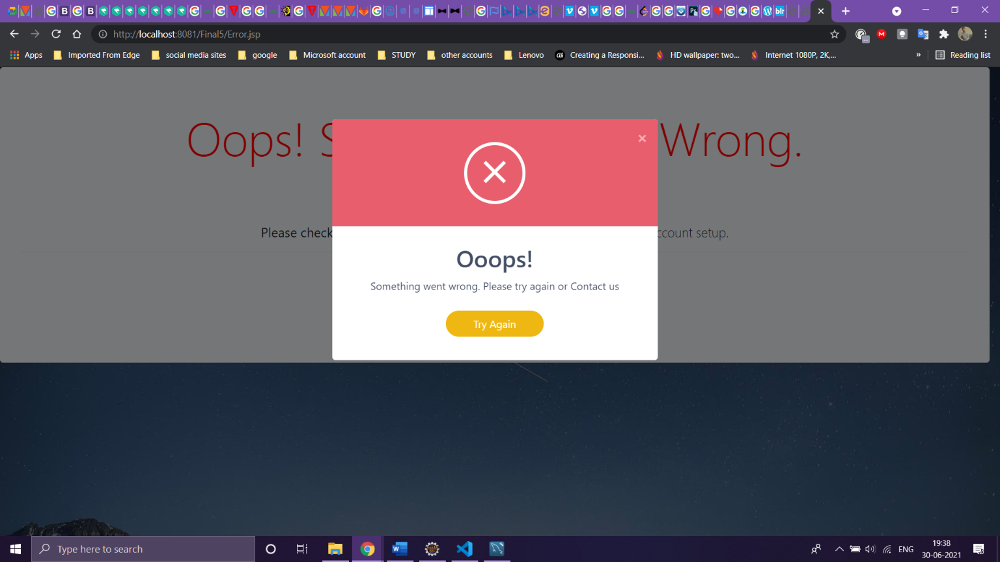 http://localhost:8081/Final5/Error.jsp
Apps Imported From Edge social media sites google Microsoft account STUDY other accounts Lenovo Creating a Responsi... HD wallpaper: two... Internet 1080P, 2K,... » Reading list
Oops! S Wrong.
Please check ccount setup.
Ooops!
Something went wrong. Please try again or Contact us
Try Again
Type here to search
ENG
19:38
30-06-2021